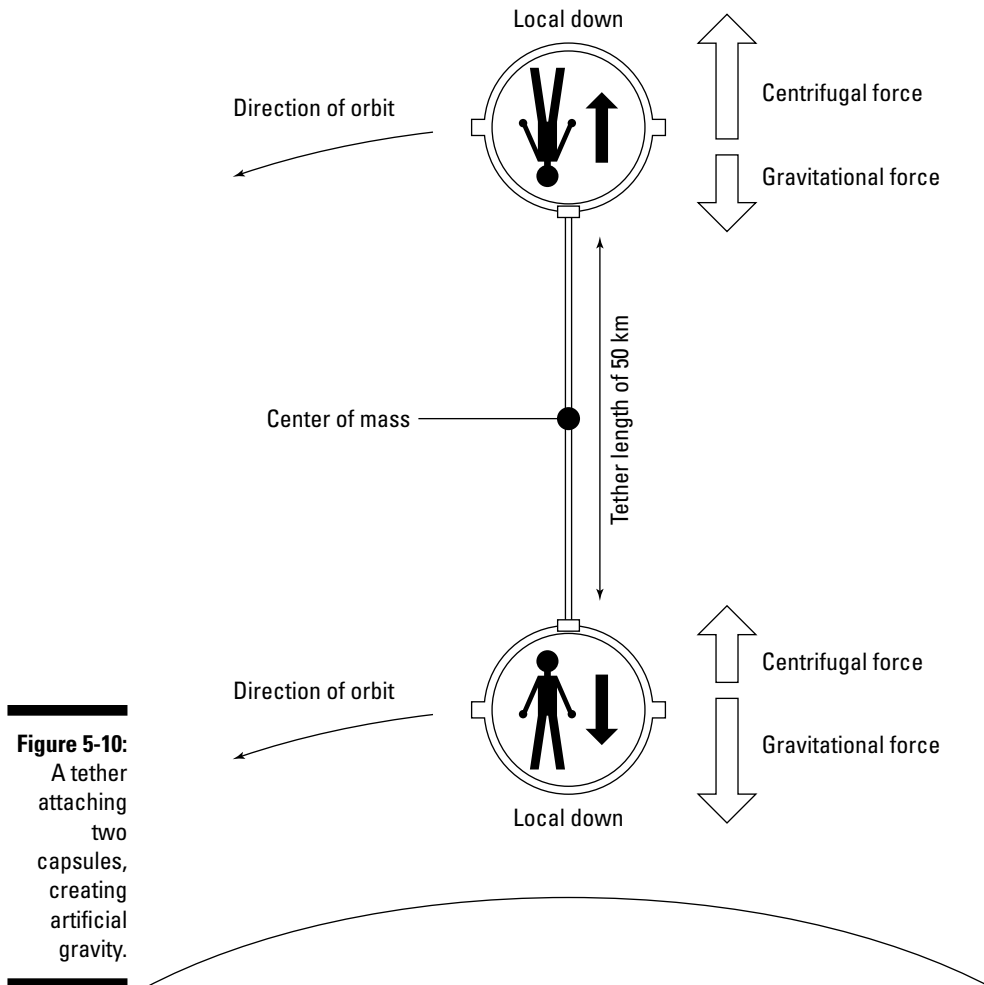 Local down
Direction of orbit
Centrifugal force
Gravitational force
Center of mass
Tether length of 50 km
Direction of orbit
Centrifugal force
Gravitational force
Local down
Figure 5-10:
A tether
attaching
two
capsules,
creating
artificial
gravity.